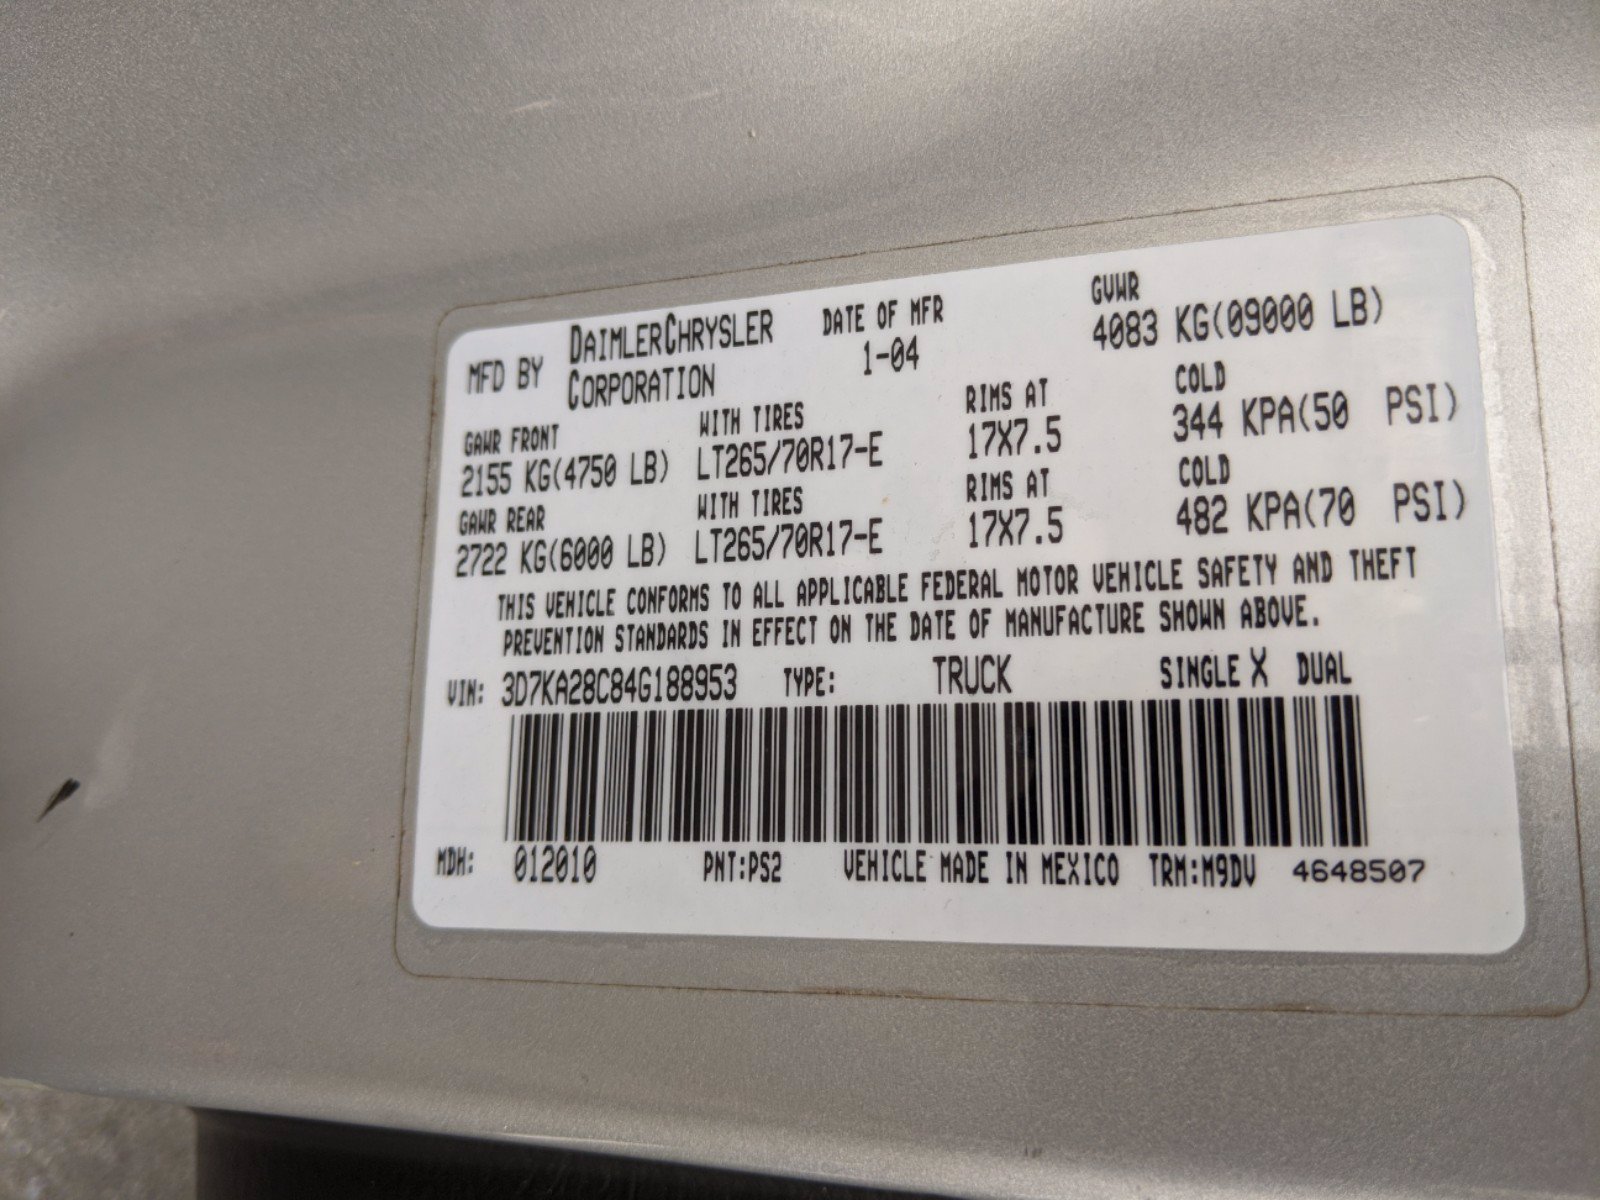 MFD BY DAIMLERCHRYSLER CORPORATION DATE OF MFR 1-04 GVWR 4083 KG(09000 LB)
GAWR FRONT WITH TIRES RIMS AT COLD
2155 KG(4750 LB) LT265/70R17-E 17X7.5 344 KPA(50 PSI)
GAWR REAR WITH TIRES RIMS AT COLD
2722 KG(6000 LB) LT265/70R17-E 17X7.5 482 KPA(70 PSI)
THIS VEHICLE CONFORMS TO ALL APPLICABLE FEDERAL MOTOR VEHICLE SAFETY AND THEFT
PREVENTION STANDARDS IN EFFECT ON THE DATE OF MANUFACTURE SHOWN ABOVE.
VIN: 3D7KA28C84G188953 TYPE: TRUCK SINGLE X DUAL
MDH: 012010 PNT:PS2 VEHICLE MADE IN MEXICO TRM:M9DV 4648507